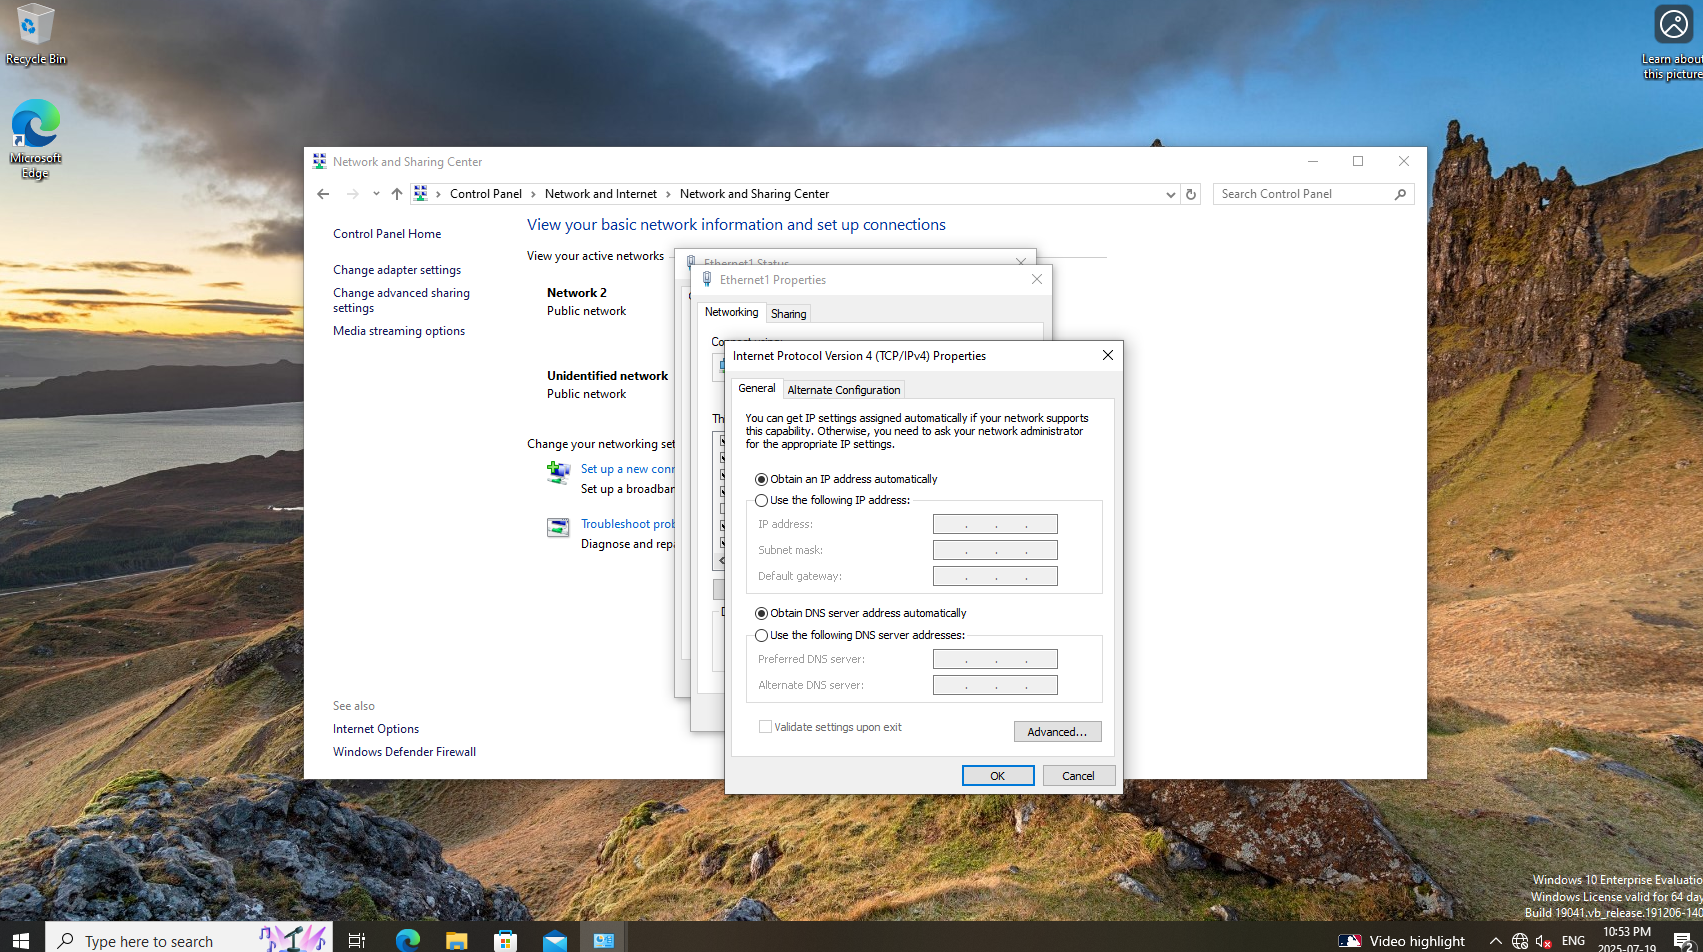 Recycle Bin
Microsoft
Edge
Learn about
this picture
Network and Sharing Center
Control Panel
Network and Internet
Network and Sharing Center
Search Control Panel
Control Panel Home
Change adapter settings
Change advanced sharing
settings
Media streaming options
See also
Internet Options
Windows Defender Firewall
View your basic network information and set up connections
View your active networks
Network 2
Public network
Unidentified network
Public network
Change your networking set
Set up a new conn
Set up a broadban
Troubleshoot prob
Diagnose and repa
Ethernet1 Status
Ethernet1 Properties
Networking
Sharing
Connect using:
Th
Internet Protocol Version 4 (TCP/IPv4) Properties
General
Alternate Configuration
You can get IP settings assigned automatically if your network supports
this capability. Otherwise, you need to ask your network administrator
for the appropriate IP settings.
Obtain an IP address automatically
Use the following IP address:
IP address:
Subnet mask:
Default gateway:
Obtain DNS server address automatically
Use the following DNS server addresses:
Preferred DNS server:
Alternate DNS server:
Validate settings upon exit
Advanced...
OK
Cancel
Windows 10 Enterprise Evaluatio
Windows License valid for 64 day
Build 19041.vb_release.191206-140
Type here to search
Video highlight
ENG
10:53 PM
2025-07-19
2